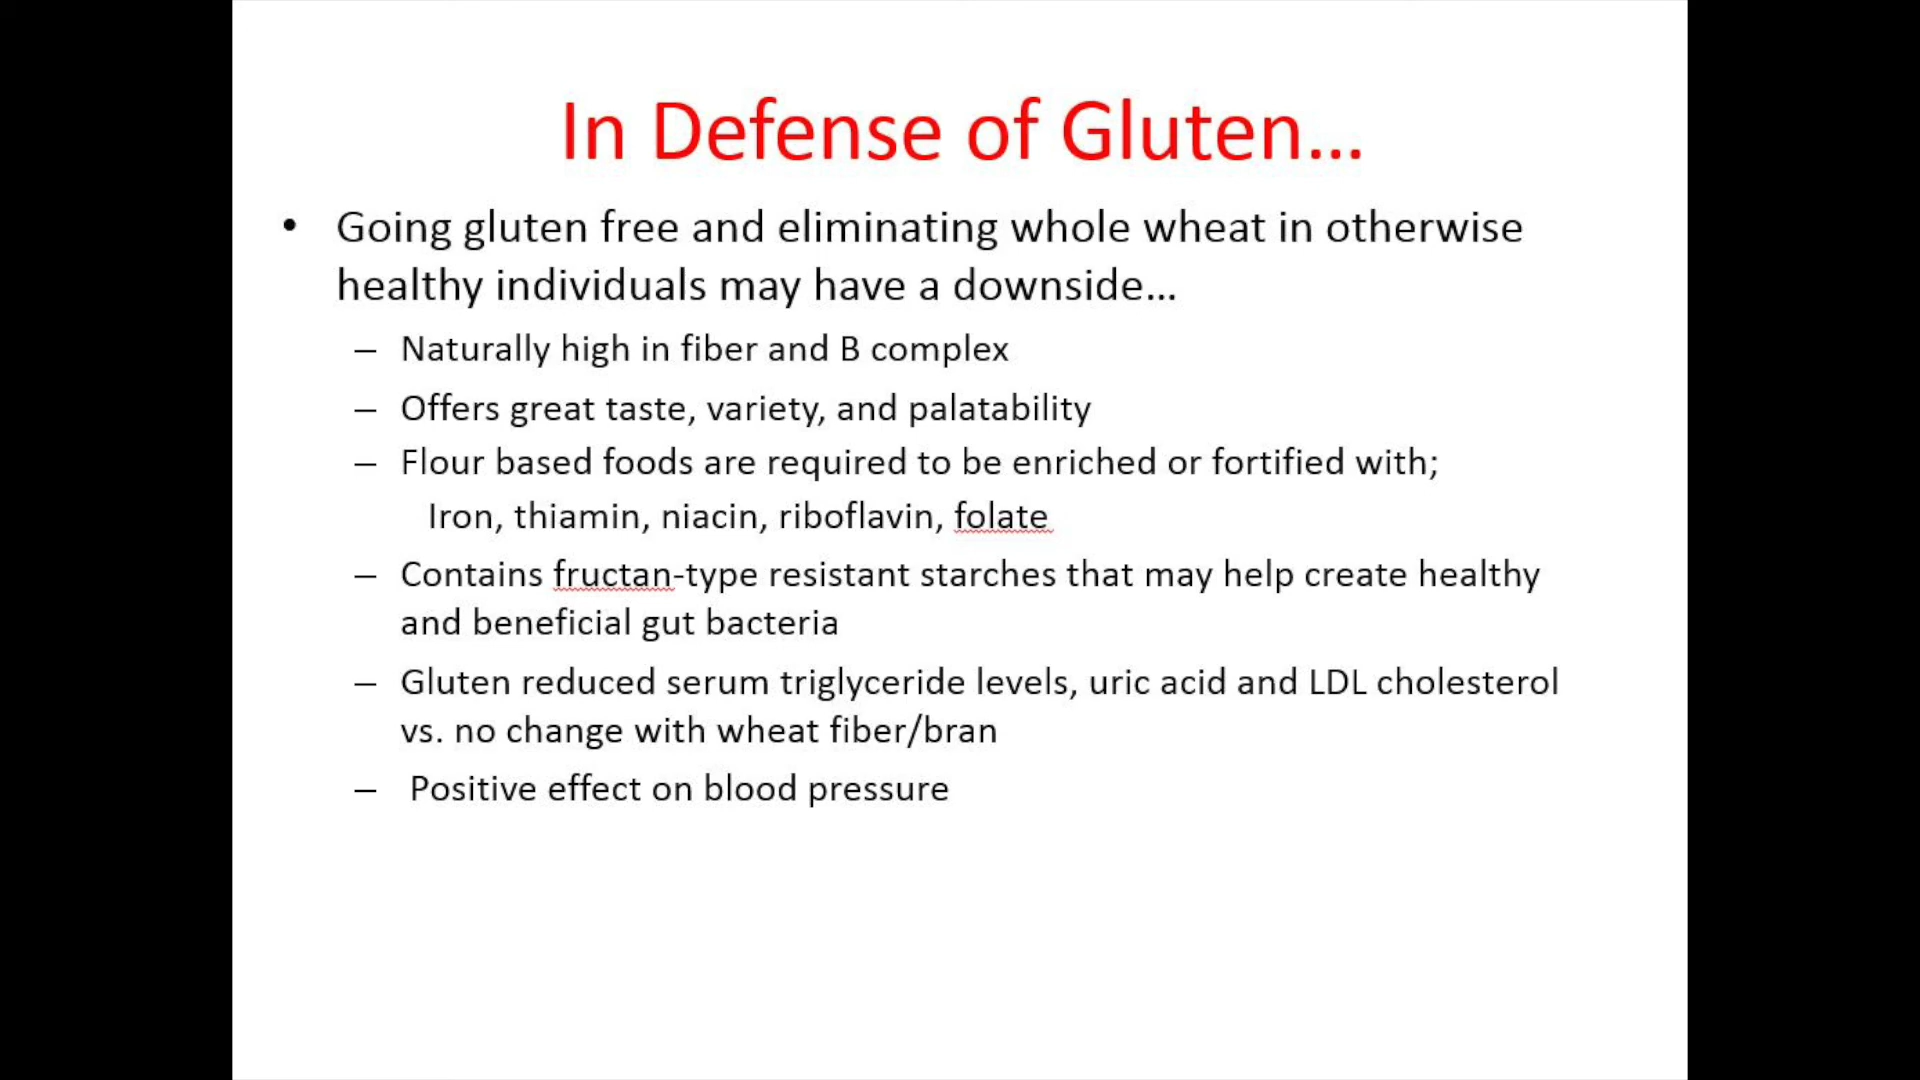 In Defense of Gluten...
• Going gluten free and eliminating whole wheat in otherwise
healthy individuals may have a downside...
– Naturally high in fiber and B complex
– Offers great taste, variety, and palatability
– Flour based foods are required to be enriched or fortified with;
Iron, thiamin, niacin, riboflavin, folate
– Contains fructan-type resistant starches that may help create healthy
and beneficial gut bacteria
– Gluten reduced serum triglyceride levels, uric acid and LDL cholesterol
vs. no change with wheat fiber/bran
– Positive effect on blood pressure